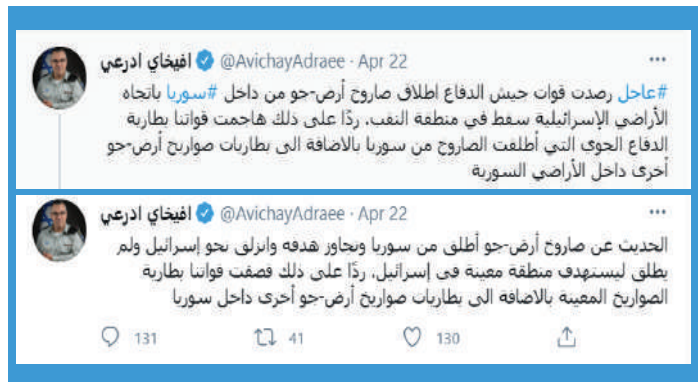 افيخاي ادرعي @AvichayAdraee · Apr 22
#عاجل رصدت قوات جيش الدفاع اطلاق صاروخ أرض-جو من داخل #سوريا باتجاه
الأراضي الإسرائيلية سقط في منطقة النقب. ردًا على ذلك هاجمت قواتنا بطارية
الدفاع الجوي التي أطلقت الصاروخ من سوريا بالاضافة الى بطاريات صواريخ أرض-جو
أخرى داخل الأراضي السورية
افيخاي ادرعي @AvichayAdraee · Apr 22
الحديث عن صاروخ أرض-جو أطلق من سوريا وتجاوز هدفه وانزلق نحو إسرائيل ولم
يطلق ليستهدف منطقة معينة في إسرائيل. ردًا على ذلك قصفت قواتنا بطارية
الصواريخ المعينة بالاضافة الى بطاريات صواريخ أرض-جو أخرى داخل سوريا
131 41 130